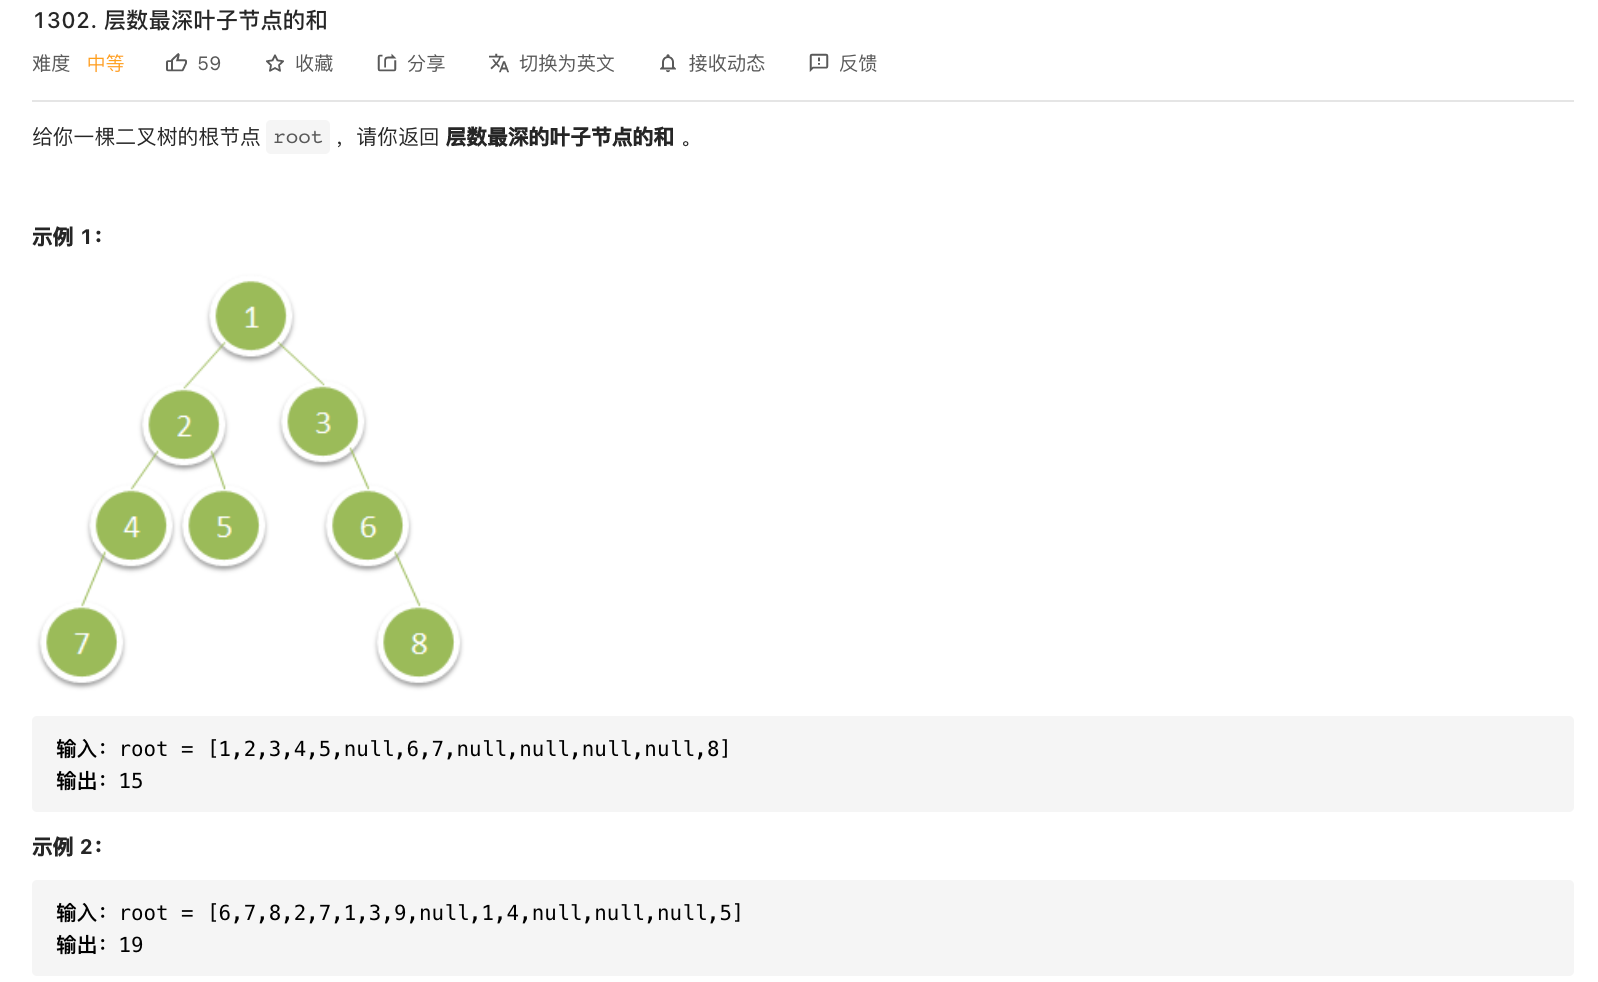 1302. 层数最深叶子节点的和
难度 中等 59 收藏 分享 切换为英文 接收动态 反馈
给你一棵二叉树的根节点 root ，请你返回 层数最深的叶子节点的和 。
示例 1：
1
2 3
4 5 6
7 8
输入：root = [1,2,3,4,5,null,6,7,null,null,null,null,8]
输出：15
示例 2：
输入：root = [6,7,8,2,7,1,3,9,null,1,4,null,null,null,5]
输出：19